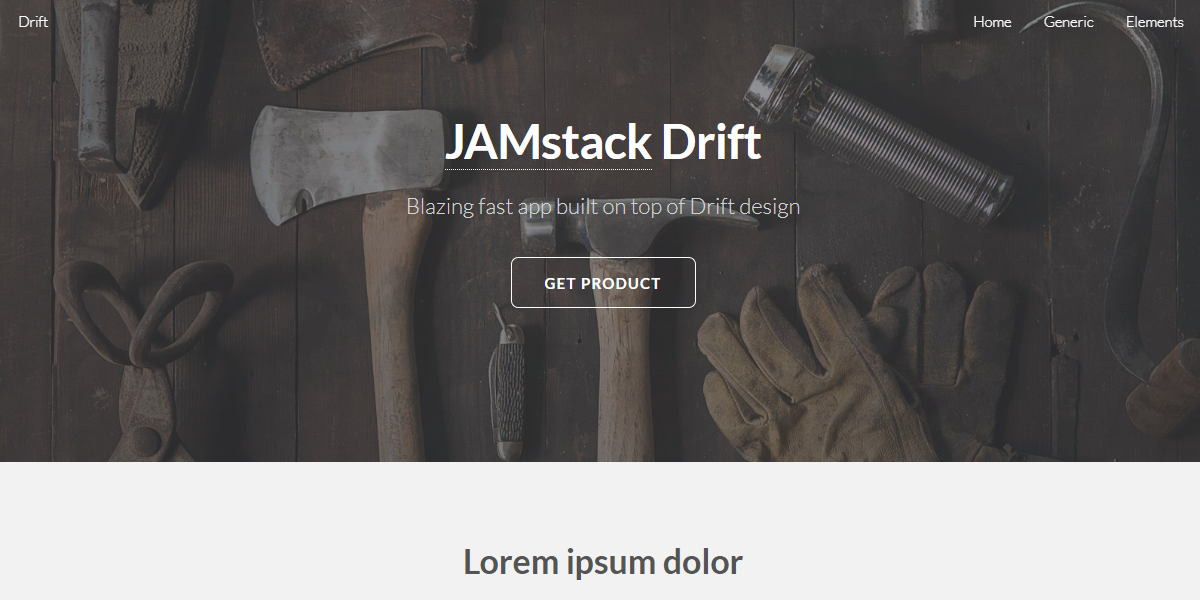 Drift
Home Generic Elements
JAMstack Drift
Blazing fast app built on top of Drift design
GET PRODUCT
Lorem ipsum dolor